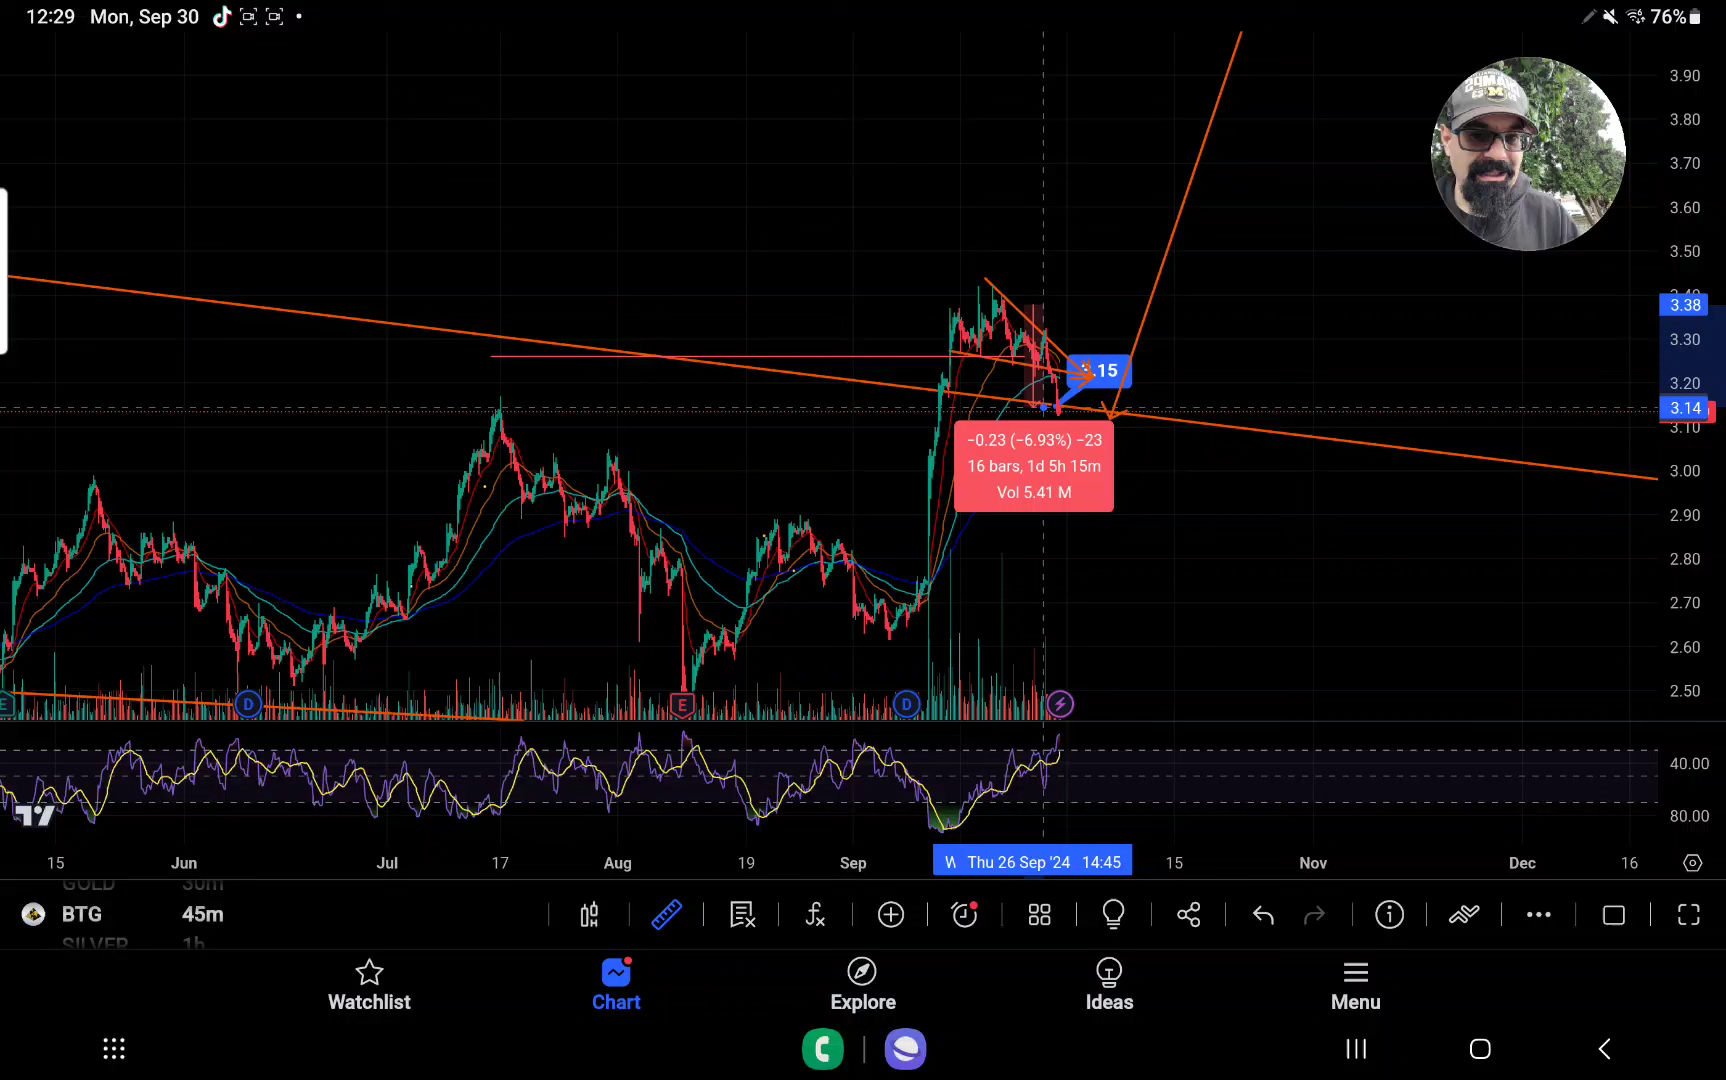 12:29 Mon, Sep 30
76%
3.90
3.80
3.70
3.60
3.50
3.38
3.30
3.20
3.14
3.10
3.00
2.90
2.80
2.70
2.60
2.50
.15
−0.23 (−6.93%) −23
16 bars, 1d 5h 15m
Vol 5.41 M
D
E
D
40.00
80.00
15 Jun Jul 17 Aug 19 Sep Thu 26 Sep '24 14:45 15 Nov Dec 16
GOLD 30m
BTG 45m
SILVER 1h
Watchlist
Chart
Explore
Ideas
Menu